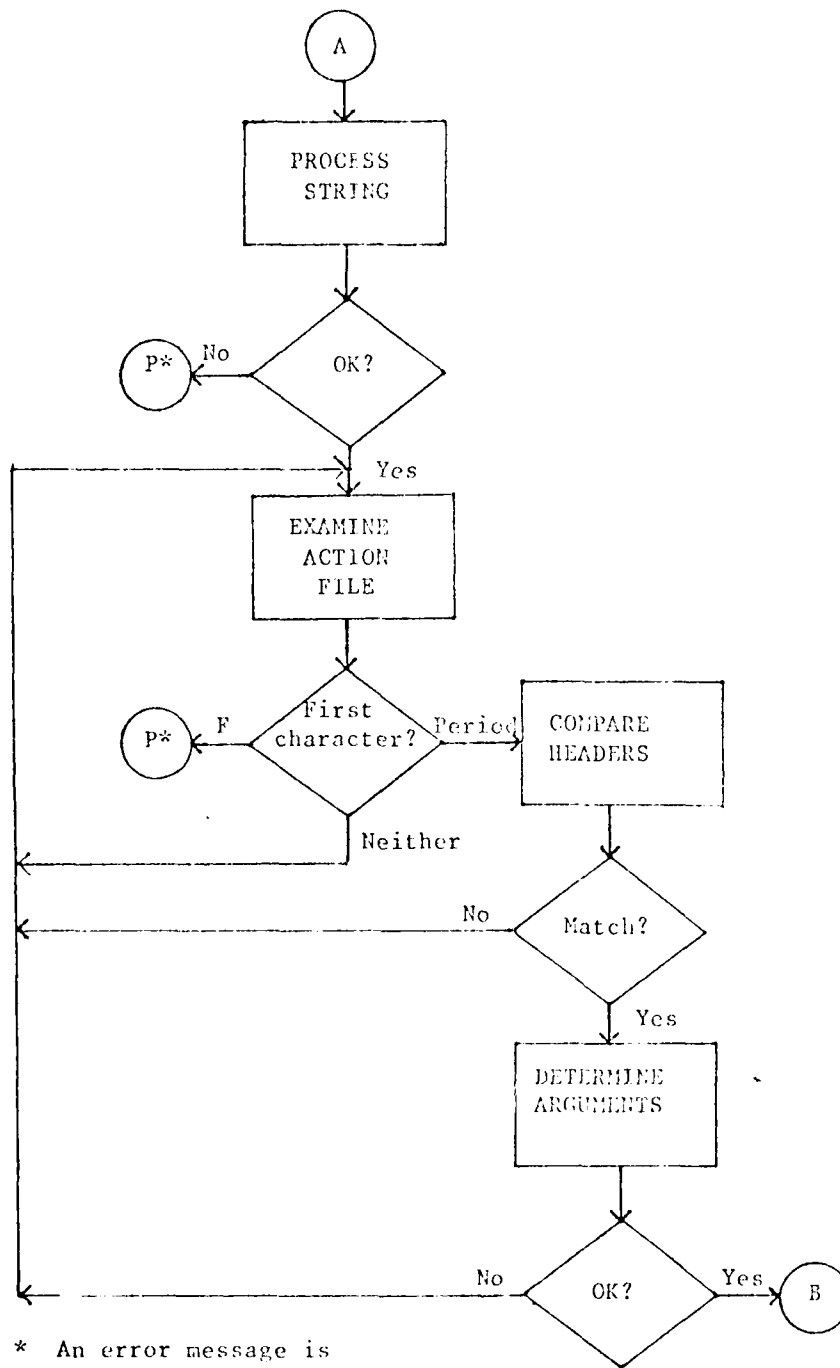 A
PROCESS
STRING
OK?
No
P*
Yes
EXAMINE
ACTION
FILE
First
character?
F
P*
Period
COMPARE
HEADERS
Neither
Match?
No
Yes
DETERMINE
ARGUMENTS
OK?
No
Yes
B
* An error message is